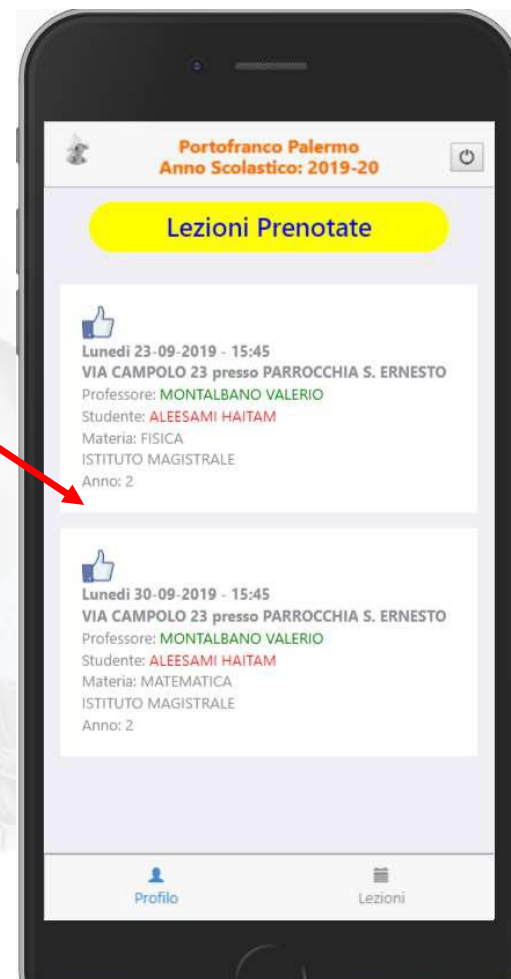 Portofranco Palermo
Anno Scolastico: 2019-20
Lezioni Prenotate
Lunedì 23-09-2019 - 15:45
VIA CAMPOLO 23 presso PARROCCHIA S. ERNESTO
Professore: MONTALBANO VALERIO
Studente: ALEESAMI HAITAM
Materia: FISICA
ISTITUTO MAGISTRALE
Anno: 2
Lunedì 30-09-2019 - 15:45
VIA CAMPOLO 23 presso PARROCCHIA S. ERNESTO
Professore: MONTALBANO VALERIO
Studente: ALEESAMI HAITAM
Materia: MATEMATICA
ISTITUTO MAGISTRALE
Anno: 2
Profilo
Lezioni